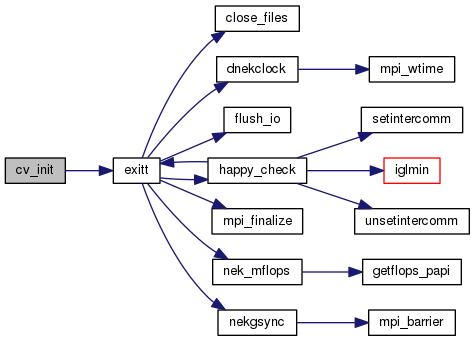 close_files
dnekclock
mpi_wtime
flush_io
setintercomm
cv_init
exitt
happy_check
iglmin
mpi_finalize
unsetintercomm
nek_mflops
getflops_papi
nekgsync
mpi_barrier